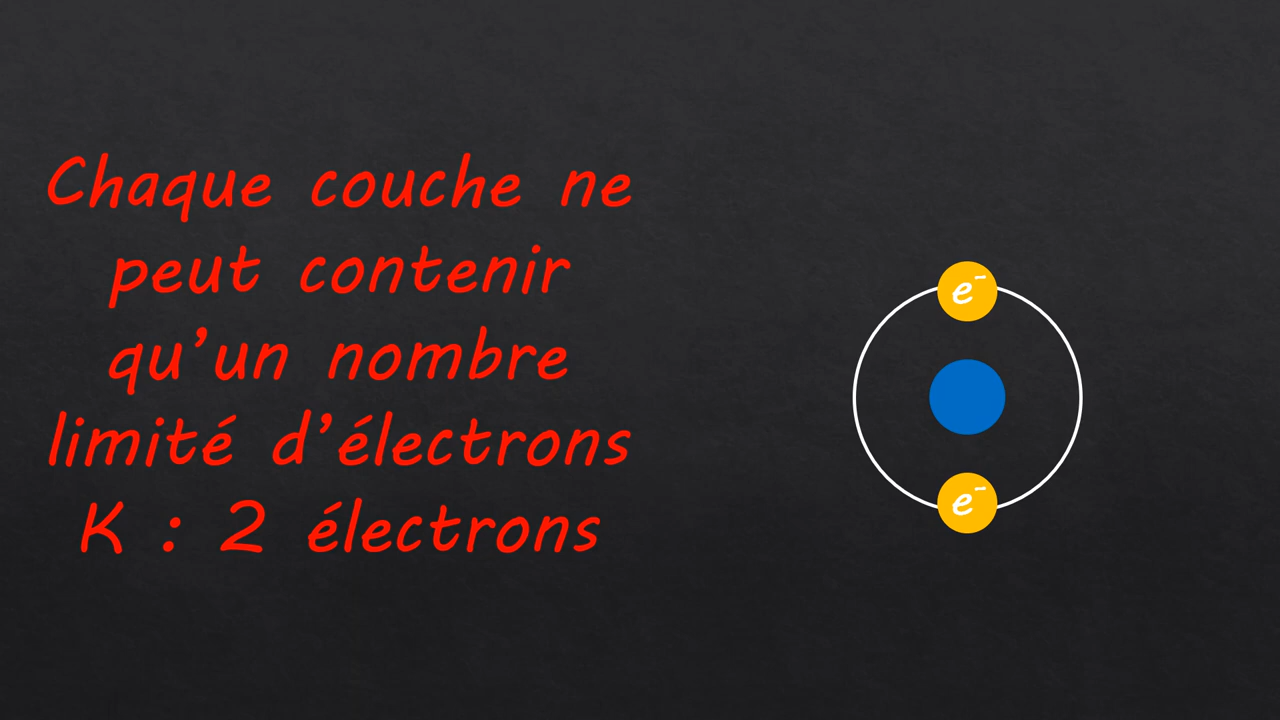 Chaque couche ne
peut contenir
qu’un nombre
limité d’électrons
K : 2 électrons
e⁻
e⁻